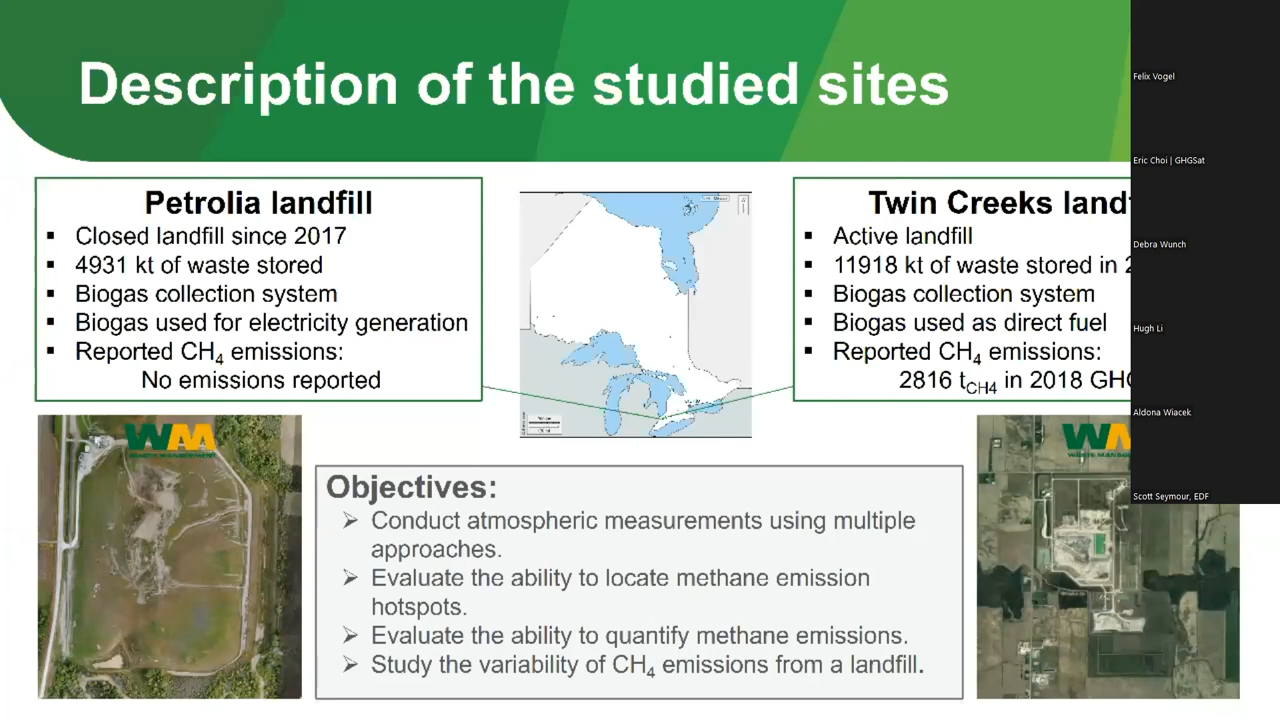 Description of the studied sites
Petrolia landfill
▪ Closed landfill since 2017
▪ 4931 kt of waste stored
▪ Biogas collection system
▪ Biogas used for electricity generation
▪ Reported CH₄ emissions:
No emissions reported
Twin Creeks
▪ Active landfill
▪ 11918 kt of waste stored in
▪ Biogas collection system
▪ Biogas used as direct fuel
▪ Reported CH₄ emissions:
2816 tCH4 in 2018
WM
WASTE MANAGEMENT
Objectives:
➢ Conduct atmospheric measurements using multiple
approaches.
➢ Evaluate the ability to locate methane emission
hotspots.
➢ Evaluate the ability to quantify methane emissions.
➢ Study the variability of CH₄ emissions from a landfill.
Felix Vogel
Eric Choi | GHGSat
Debra Wunch
Hugh Li
Aldona Wiacek
Scott Seymour, EDF